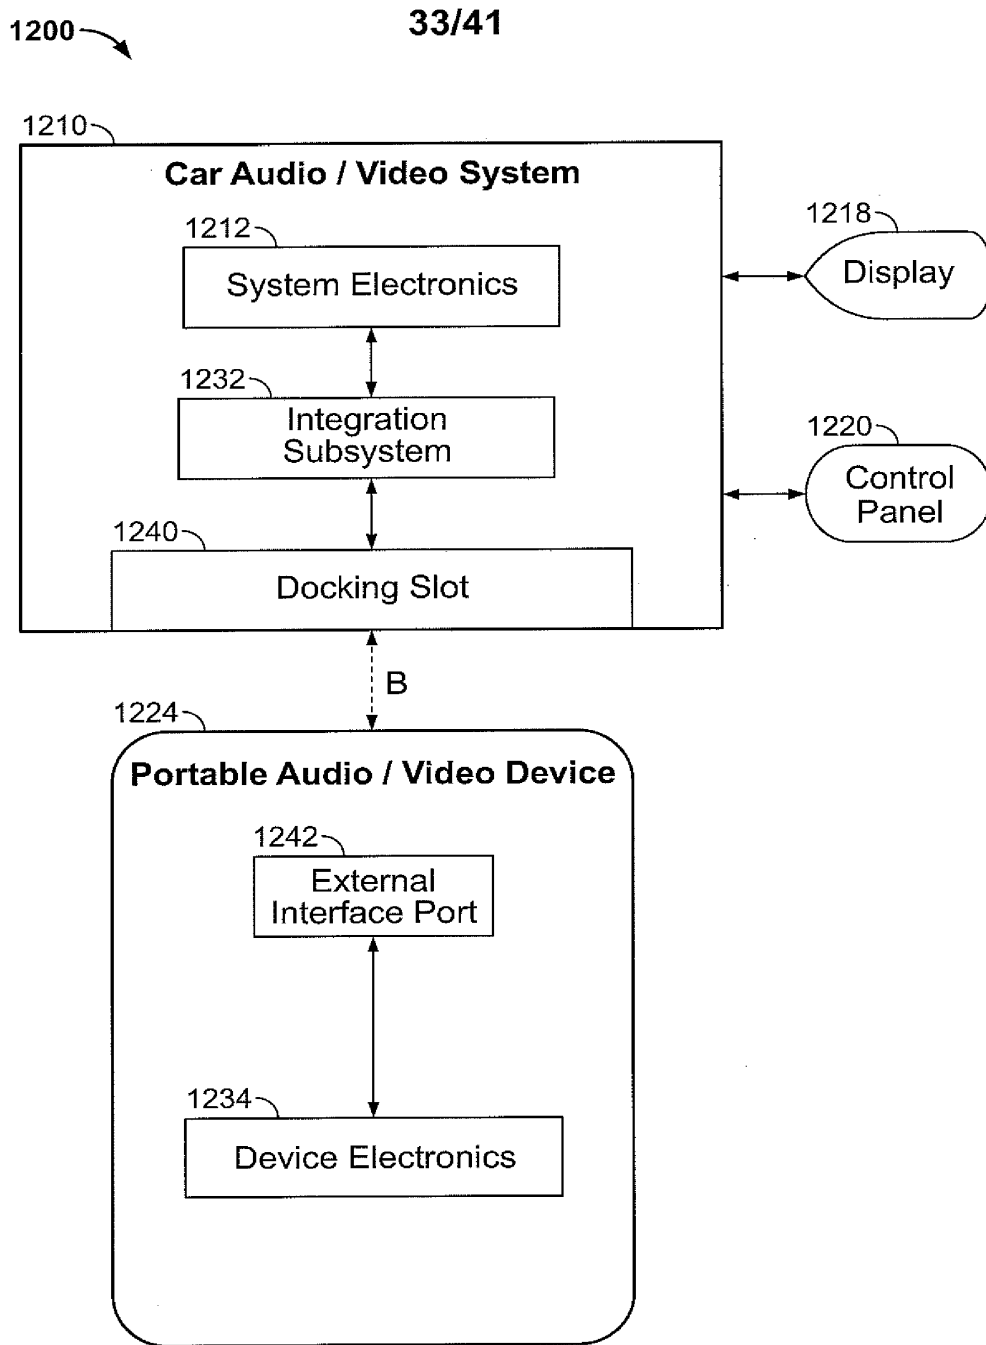 33/41
1200
1210
Car Audio / Video System
1212
System Electronics
1218
Display
1232
Integration
Subsystem
1220
Control
Panel
1240
Docking Slot
B
1224
Portable Audio / Video Device
1242
External
Interface Port
1234
Device Electronics